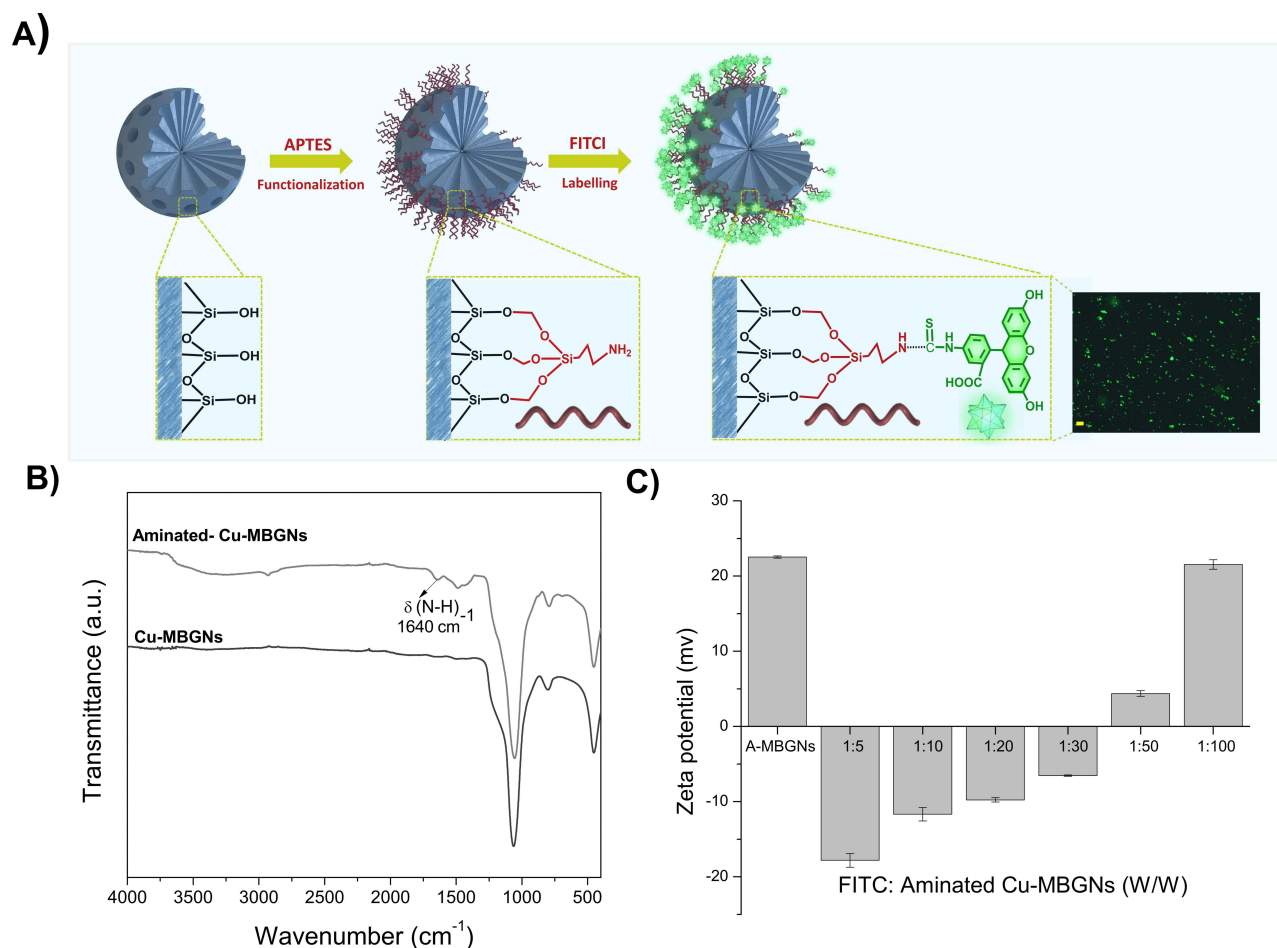 A)
APTES
Functionalization
FITCI
Labelling
Si OH
O
Si OH
O
Si OH
Si O
O O
Si O O Si NH2
O O
Si O
Si O
O O
Si O O Si
O O
Si O
H
N
S
C NH
HOOC
OH
O
OH
B)
Aminated- Cu-MBGNs
δ (N-H)
1640 cm-1
Cu-MBGNs
Transmittance (a.u.)
4000 3500 3000 2500 2000 1500 1000 500
Wavenumber (cm-1)
C)
Zeta potential (mv)
30
20
10
0
-10
-20
A-MBGNs 1:5 1:10 1:20 1:30 1:50 1:100
FITC: Aminated Cu-MBGNs (W/W)